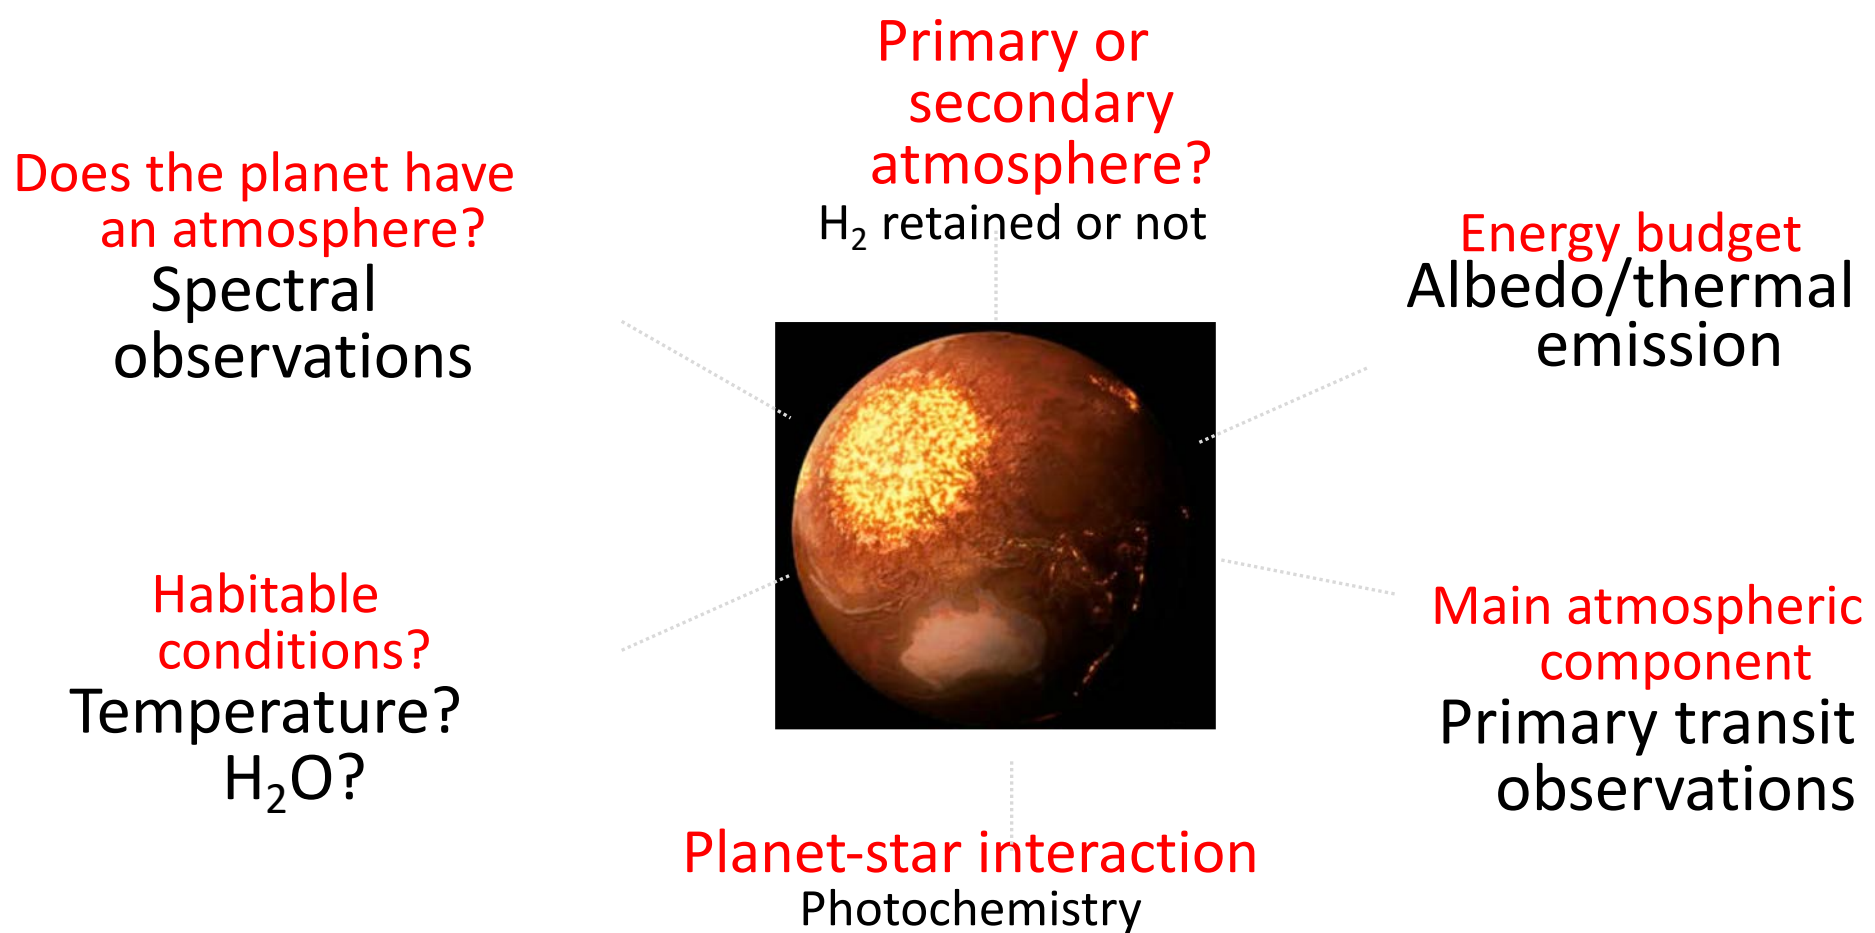 Primary or
secondary
atmosphere?
H₂ retained or not
Does the planet have
an atmosphere?
Spectral
observations
Energy budget
Albedo/thermal
emission
Habitable
conditions?
Temperature?
H₂O?
Main atmospheric
component
Primary transit
observations
Planet-star interaction
Photochemistry